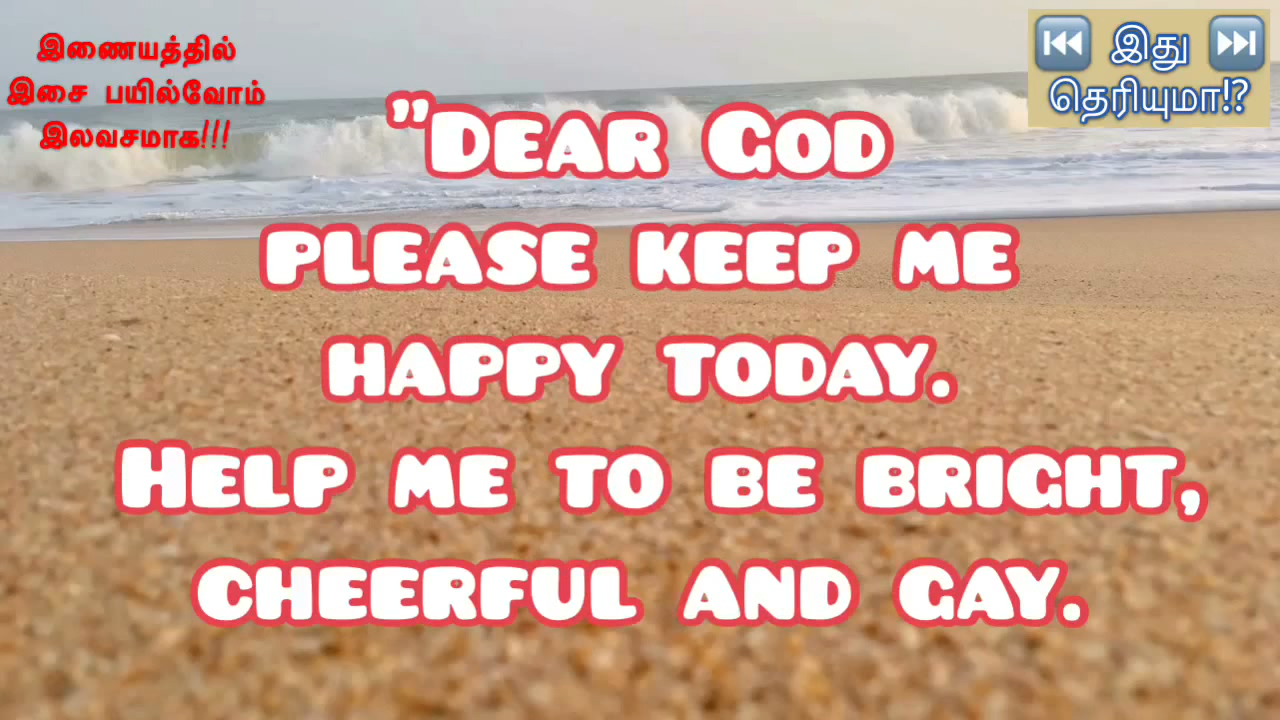 இணையத்தில்
இசை பயில்வோம்
இலவசமாக!!!
⏮️ இது ⏭️
தெரியுமா!?
"DEAR GOD
PLEASE KEEP ME
HAPPY TODAY.
HELP ME TO BE BRIGHT,
CHEERFUL AND GAY.